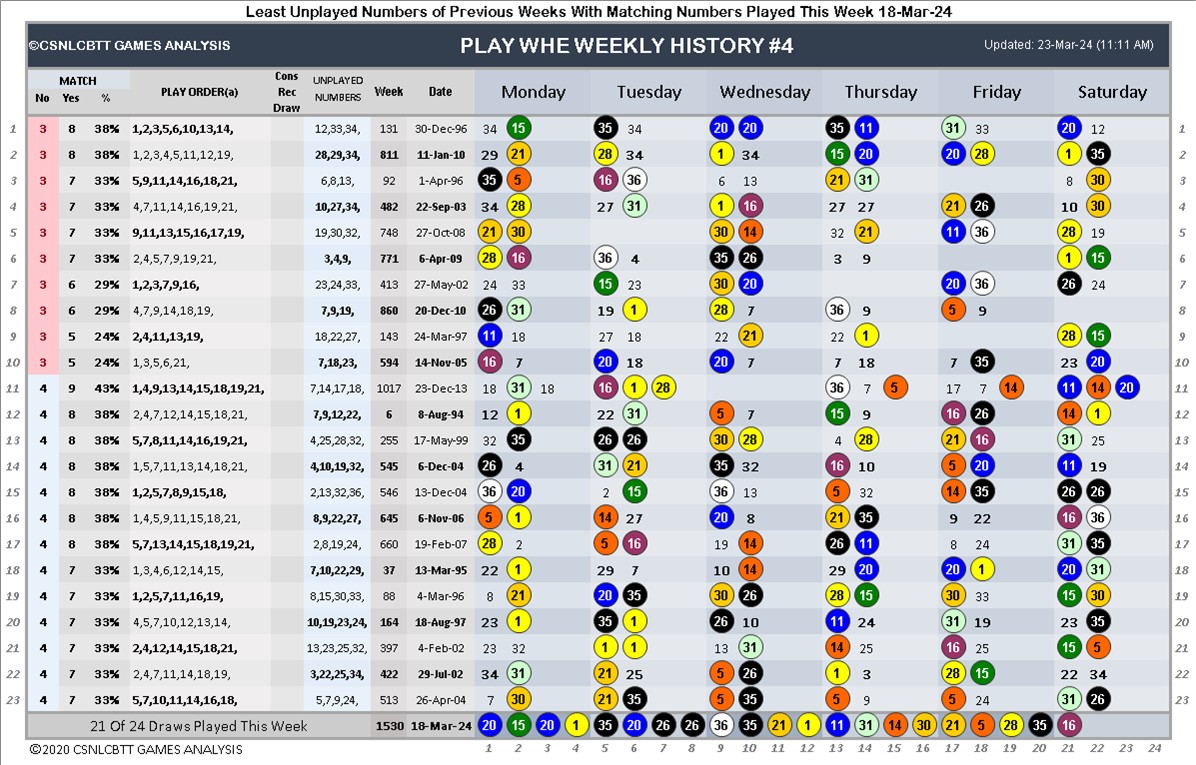 Least Unplayed Numbers of Previous Weeks With Matching Numbers Played This Week 18-Mar-24
©CSNLCBTT GAMES ANALYSIS PLAY WHE WEEKLY HISTORY #4 Updated: 23-Mar-24 (11:11 AM)
MATCH Cons UNPLAYED
No Yes % PLAY ORDER(a) Rec NUMBERS Week Date Monday Tuesday Wednesday Thursday Friday Saturday
Draw
1 3 8 38% 1,2,3,5,6,10,13,14, 12,33,34, 131 30-Dec-96 34 15 35 34 20 20 35 11 31 33 20 12 1
2 3 8 38% 1,2,3,4,5,11,12,19, 28,29,34, 811 11-Jan-10 29 21 28 34 1 34 15 20 20 28 1 35 2
3 3 7 33% 5,9,11,14,16,18,21, 6,8,13, 92 1-Apr-96 35 5 16 36 6 13 21 31 8 30 3
4 3 7 33% 4,7,11,14,16,19,21, 10,27,34, 482 22-Sep-03 34 28 27 31 1 16 27 27 21 26 10 30 4
5 3 7 33% 9,11,13,15,16,17,19, 19,30,32, 748 27-Oct-08 21 30 30 14 32 21 11 36 28 19 5
6 3 7 33% 2,4,5,7,9,19,21, 3,4,9, 771 6-Apr-09 28 16 36 4 35 26 3 9 1 15 6
7 3 6 29% 1,2,3,7,9,16, 23,24,33, 413 27-May-02 24 33 15 23 30 20 20 36 26 24 7
8 3 6 29% 4,7,9,14,18,19, 7,9,19, 860 20-Dec-10 26 31 19 1 28 7 36 9 5 9 8
9 3 5 24% 2,4,11,13,19, 18,22,27, 143 24-Mar-97 11 18 27 18 22 21 22 1 28 15 9
10 3 5 24% 1,3,5,6,21, 7,18,23, 594 14-Nov-05 16 7 20 18 20 7 7 18 7 35 23 20 10
11 4 9 43% 1,4,9,13,14,15,18,19,21, 7,14,17,18, 1017 23-Dec-13 18 31 18 16 1 28 36 7 5 17 7 14 11 14 20 11
12 4 8 38% 2,4,7,12,14,15,18,21, 7,9,12,22, 6 8-Aug-94 12 1 22 31 5 7 15 9 16 26 14 1 12
13 4 8 38% 5,7,8,11,14,16,19,21, 4,25,28,32, 255 17-May-99 32 35 26 26 30 28 4 28 21 16 31 25 13
14 4 8 38% 1,5,7,11,13,14,18,21, 4,10,19,32, 545 6-Dec-04 26 4 31 21 35 32 16 10 5 20 11 19 14
15 4 8 38% 1,2,5,7,8,9,15,18, 2,13,32,36, 546 13-Dec-04 36 20 2 15 36 13 5 32 14 35 26 26 15
16 4 8 38% 1,4,5,9,11,15,18,21, 8,9,22,27, 645 6-Nov-06 5 1 14 27 20 8 21 35 9 22 16 36 16
17 4 8 38% 5,7,13,14,15,18,19,21, 2,8,19,24, 660 19-Feb-07 28 2 5 16 19 14 26 11 8 24 31 35 17
18 4 7 33% 1,3,4,6,12,14,15, 7,10,22,29, 37 13-Mar-95 22 1 29 7 10 14 29 20 20 1 20 31 18
19 4 7 33% 1,2,5,7,11,16,19, 8,15,30,33, 88 4-Mar-96 8 21 20 35 30 26 28 15 30 33 15 30 19
20 4 7 33% 4,5,7,10,12,13,14, 10,19,23,24, 164 18-Aug-97 23 1 35 1 26 10 11 24 31 19 23 35 20
21 4 7 33% 2,4,12,14,15,18,21, 13,23,25,32, 397 4-Feb-02 23 32 1 1 13 31 14 25 16 25 15 5 21
22 4 7 33% 2,4,7,11,14,18,19, 3,22,25,34, 422 29-Jul-02 34 31 21 25 5 26 1 3 28 15 22 34 22
23 4 7 33% 5,7,10,11,14,16,18, 5,7,9,24, 513 26-Apr-04 7 30 21 35 5 35 5 9 5 24 31 26 23
21 Of 24 Draws Played This Week 1530 18-Mar-24 20 15 20 1 35 20 26 26 36 35 21 1 11 31 14 30 21 5 28 35 16
©2020 CSNLCBTT GAMES ANALYSIS 1 2 3 4 5 6 7 8 9 10 11 12 13 14 15 16 17 18 19 20 21 22 23 24